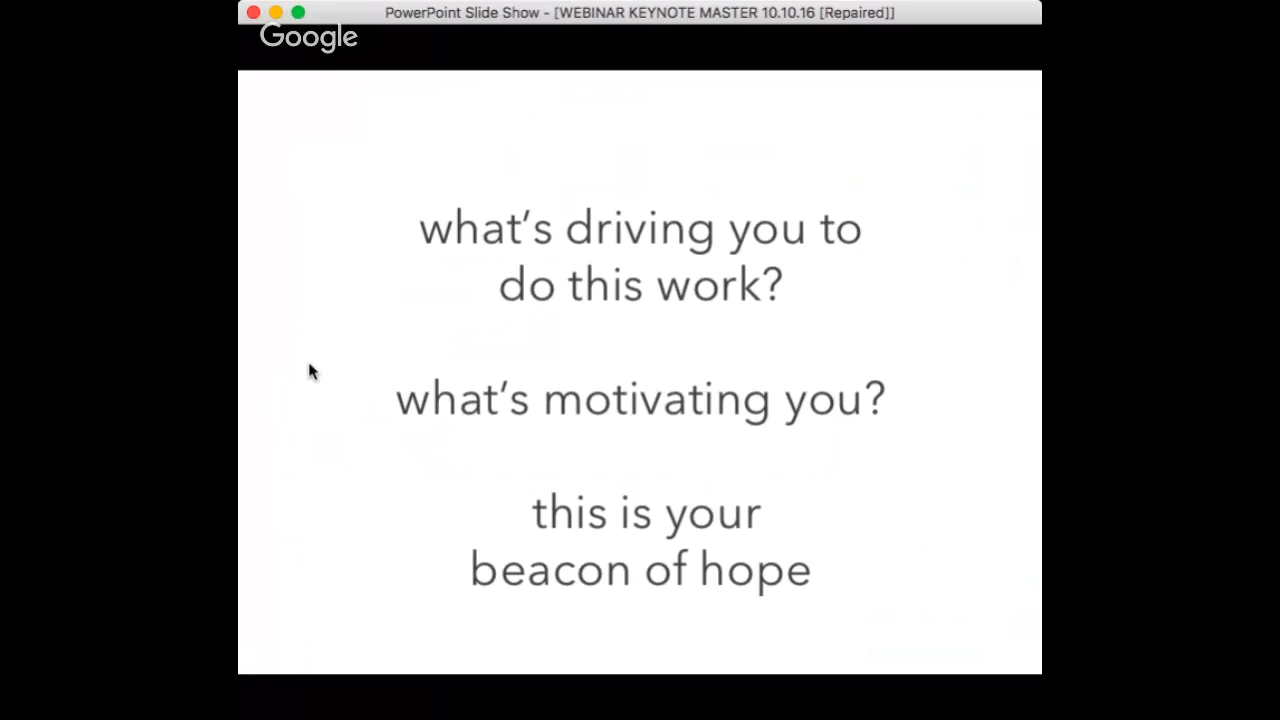 PowerPoint Slide Show - [WEBINAR KEYNOTE MASTER 10.10.16 [Repaired]]
Google
what's driving you to
do this work?
what's motivating you?
this is your
beacon of hope